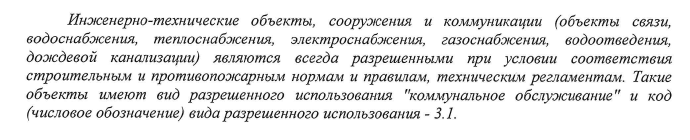 Инженерно-технические объекты, сооружения и коммуникации (объекты связи,
водоснабжения, теплоснабжения, электроснабжения, газоснабжения, водоотведения,
дождевой канализации) являются всегда разрешенными при условии соответствия
строительным и противопожарным нормам и правилам, техническим регламентам. Такие
объекты имеют вид разрешенного использования "коммунальное обслуживание" и код
(числовое обозначение) вида разрешенного использования - 3.1.